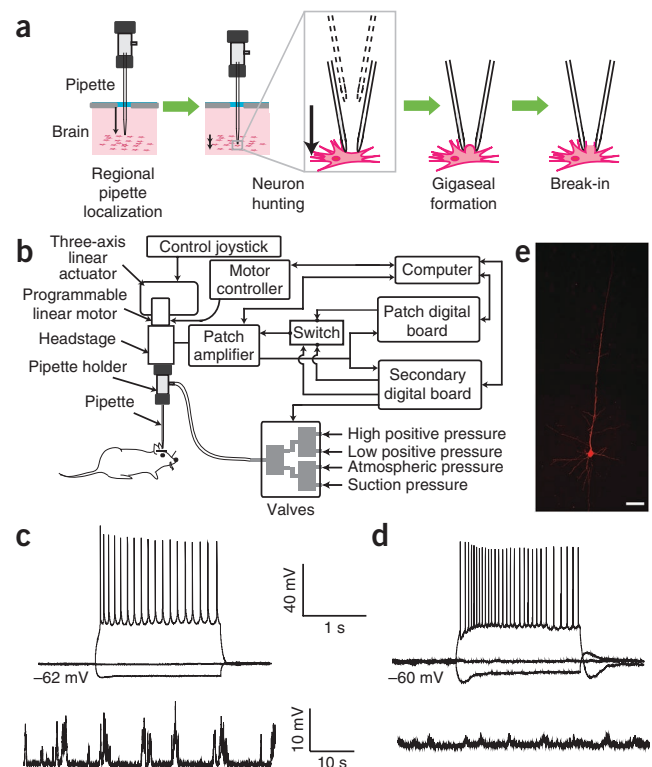 a
Pipette
Brain
Regional
pipette
localization
Neuron
hunting
Gigaseal
formation
Break-in
b
Three-axis
linear
actuator
Programmable
linear motor
Headstage
Pipette holder
Pipette
Control joystick
Motor
controller
Computer
Patch
amplifier
Switch
Patch digital
board
Secondary
digital board
High positive pressure
Low positive pressure
Atmospheric pressure
Suction pressure
Valves
e
c
40 mV
1 s
–62 mV
10 mV
10 s
d
–60 mV